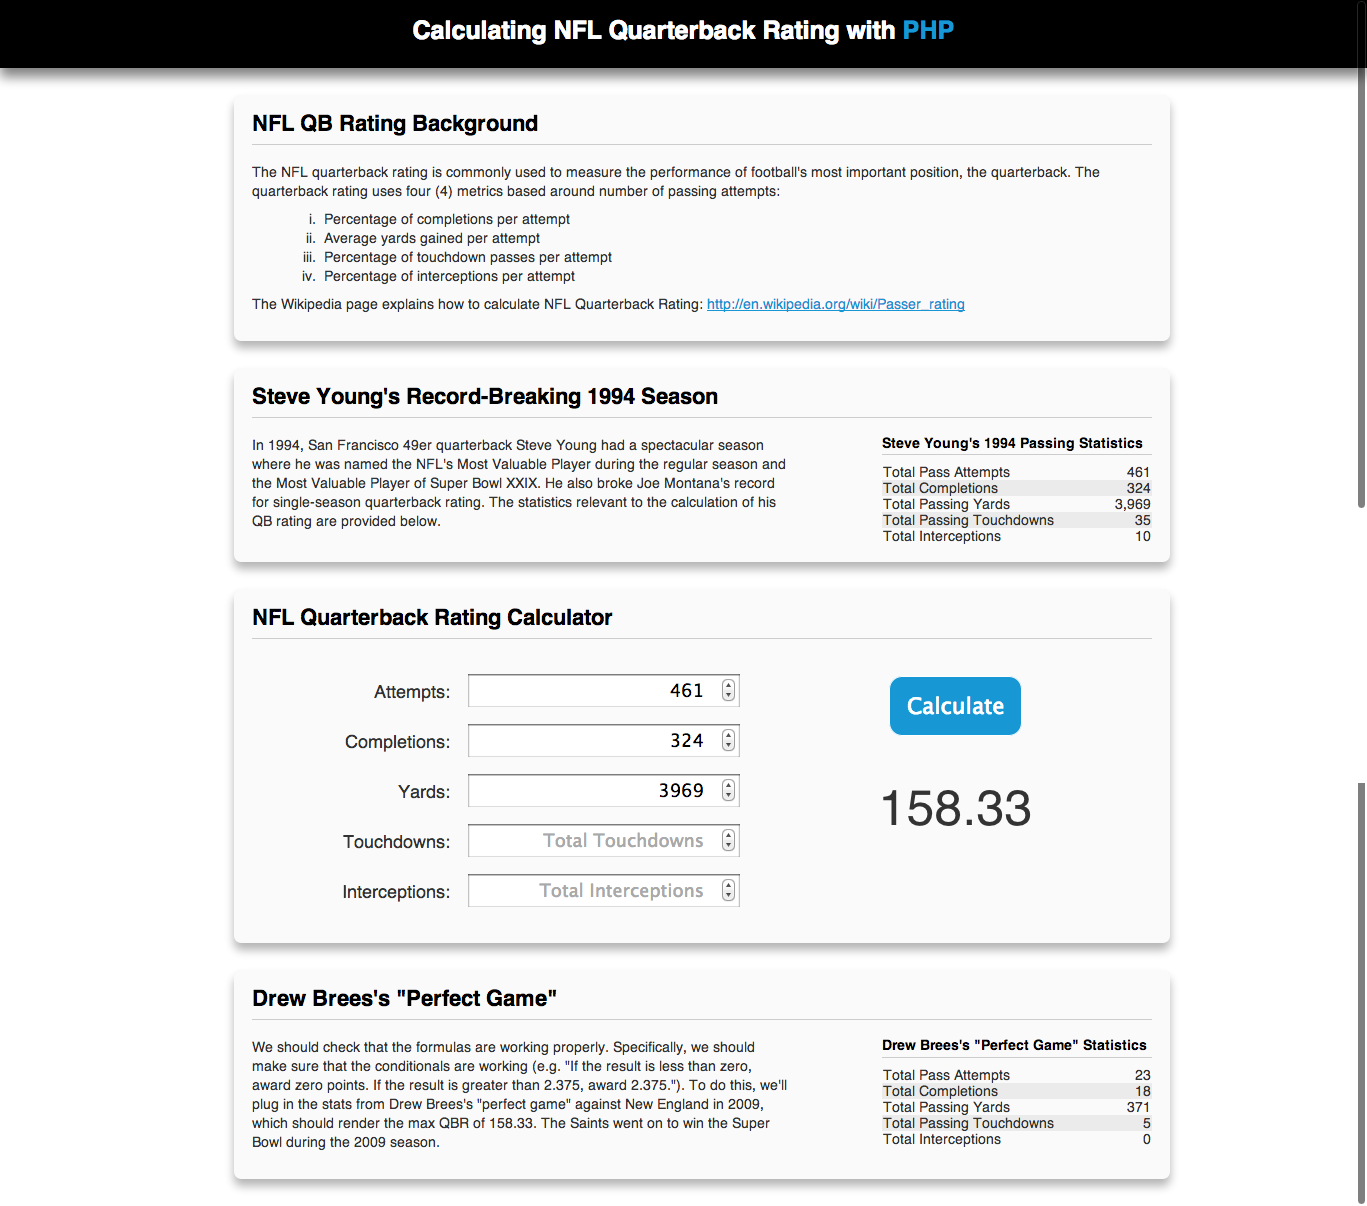 Calculating NFL Quarterback Rating with PHP
NFL QB Rating Background
The NFL quarterback rating is commonly used to measure the performance of football's most important position, the quarterback. The
quarterback rating uses four (4) metrics based around number of passing attempts:
i. Percentage of completions per attempt
ii. Average yards gained per attempt
iii. Percentage of touchdown passes per attempt
iv. Percentage of interceptions per attempt
The Wikipedia page explains how to calculate NFL Quarterback Rating: http://en.wikipedia.org/wiki/Passer_rating
Steve Young's Record-Breaking 1994 Season
In 1994, San Francisco 49er quarterback Steve Young had a spectacular season
where he was named the NFL's Most Valuable Player during the regular season and
the Most Valuable Player of Super Bowl XXIX. He also broke Joe Montana's record
for single-season quarterback rating. The statistics relevant to the calculation of his
QB rating are provided below.
Steve Young's 1994 Passing Statistics
Total Pass Attempts 461
Total Completions 324
Total Passing Yards 3,969
Total Passing Touchdowns 35
Total Interceptions 10
NFL Quarterback Rating Calculator
Attempts: 461
Completions: 324
Yards: 3969
Touchdowns: Total Touchdowns
Interceptions: Total Interceptions
Calculate
158.33
Drew Brees's "Perfect Game"
We should check that the formulas are working properly. Specifically, we should
make sure that the conditionals are working (e.g. "If the result is less than zero,
award zero points. If the result is greater than 2.375, award 2.375."). To do this, we'll
plug in the stats from Drew Brees's "perfect game" against New England in 2009,
which should render the max QBR of 158.33. The Saints went on to win the Super
Bowl during the 2009 season.
Drew Brees's "Perfect Game" Statistics
Total Pass Attempts 23
Total Completions 18
Total Passing Yards 371
Total Passing Touchdowns 5
Total Interceptions 0